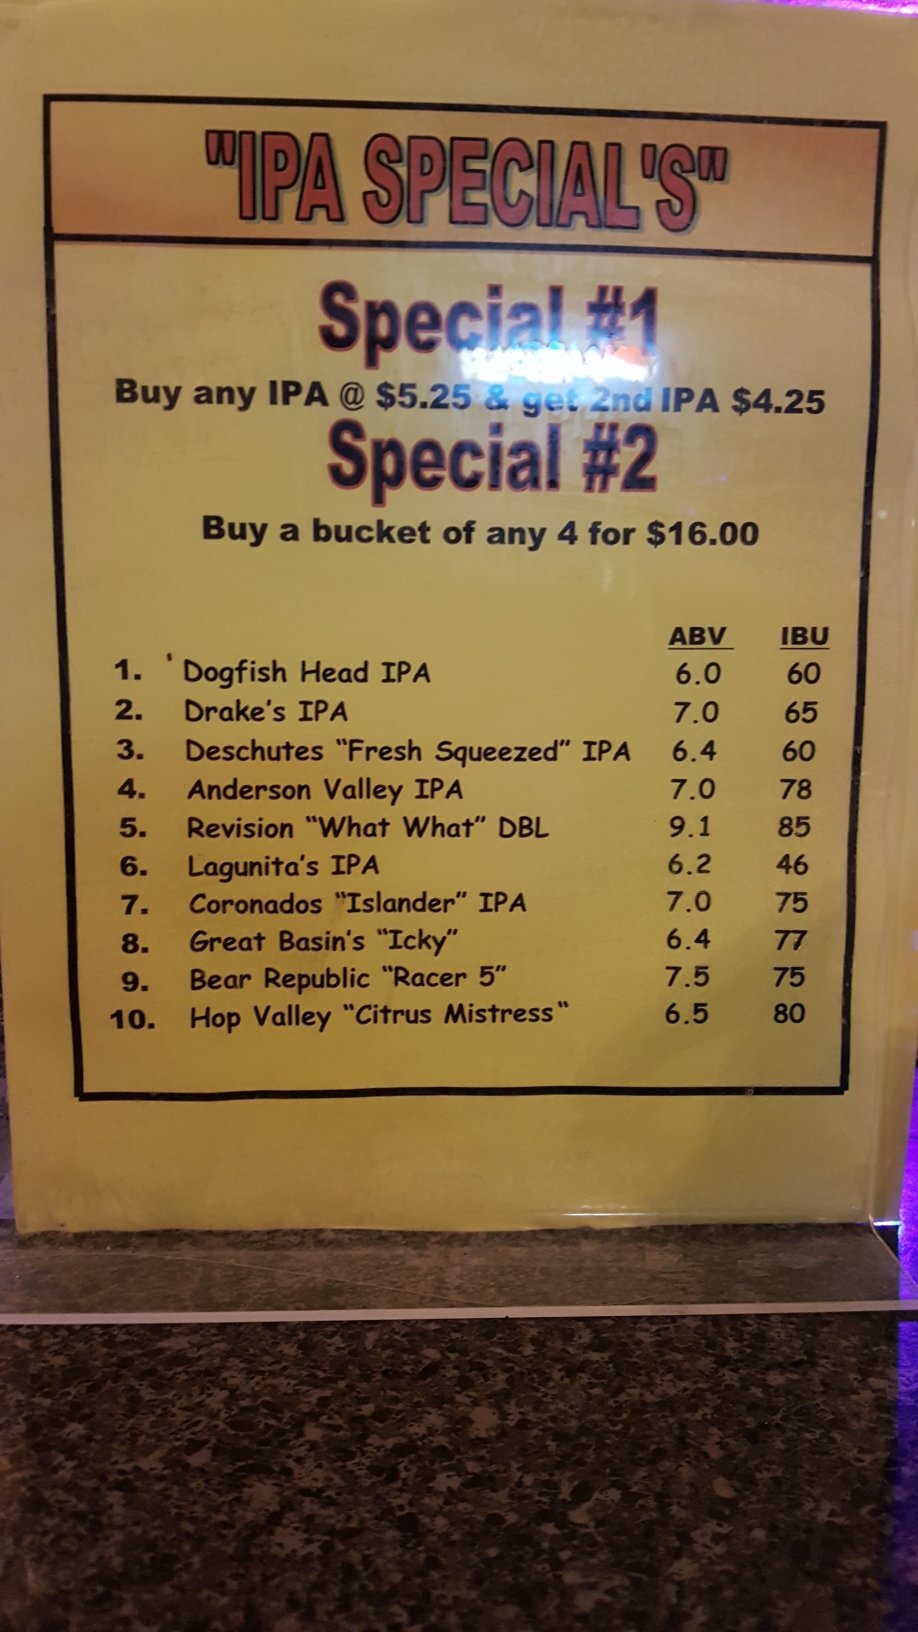 "IPA SPECIAL'S"
Special #1
Buy any IPA @ $5.25 & get 2nd IPA $4.25
Special #2
Buy a bucket of any 4 for $16.00
ABV IBU
1. Dogfish Head IPA 6.0 60
2. Drake's IPA 7.0 65
3. Deschutes “Fresh Squeezed” IPA 6.4 60
4. Anderson Valley IPA 7.0 78
5. Revision “What What” DBL 9.1 85
6. Lagunita's IPA 6.2 46
7. Coronados “Islander” IPA 7.0 75
8. Great Basin's “Icky” 6.4 77
9. Bear Republic “Racer 5” 7.5 75
10. Hop Valley “Citrus Mistress“ 6.5 80